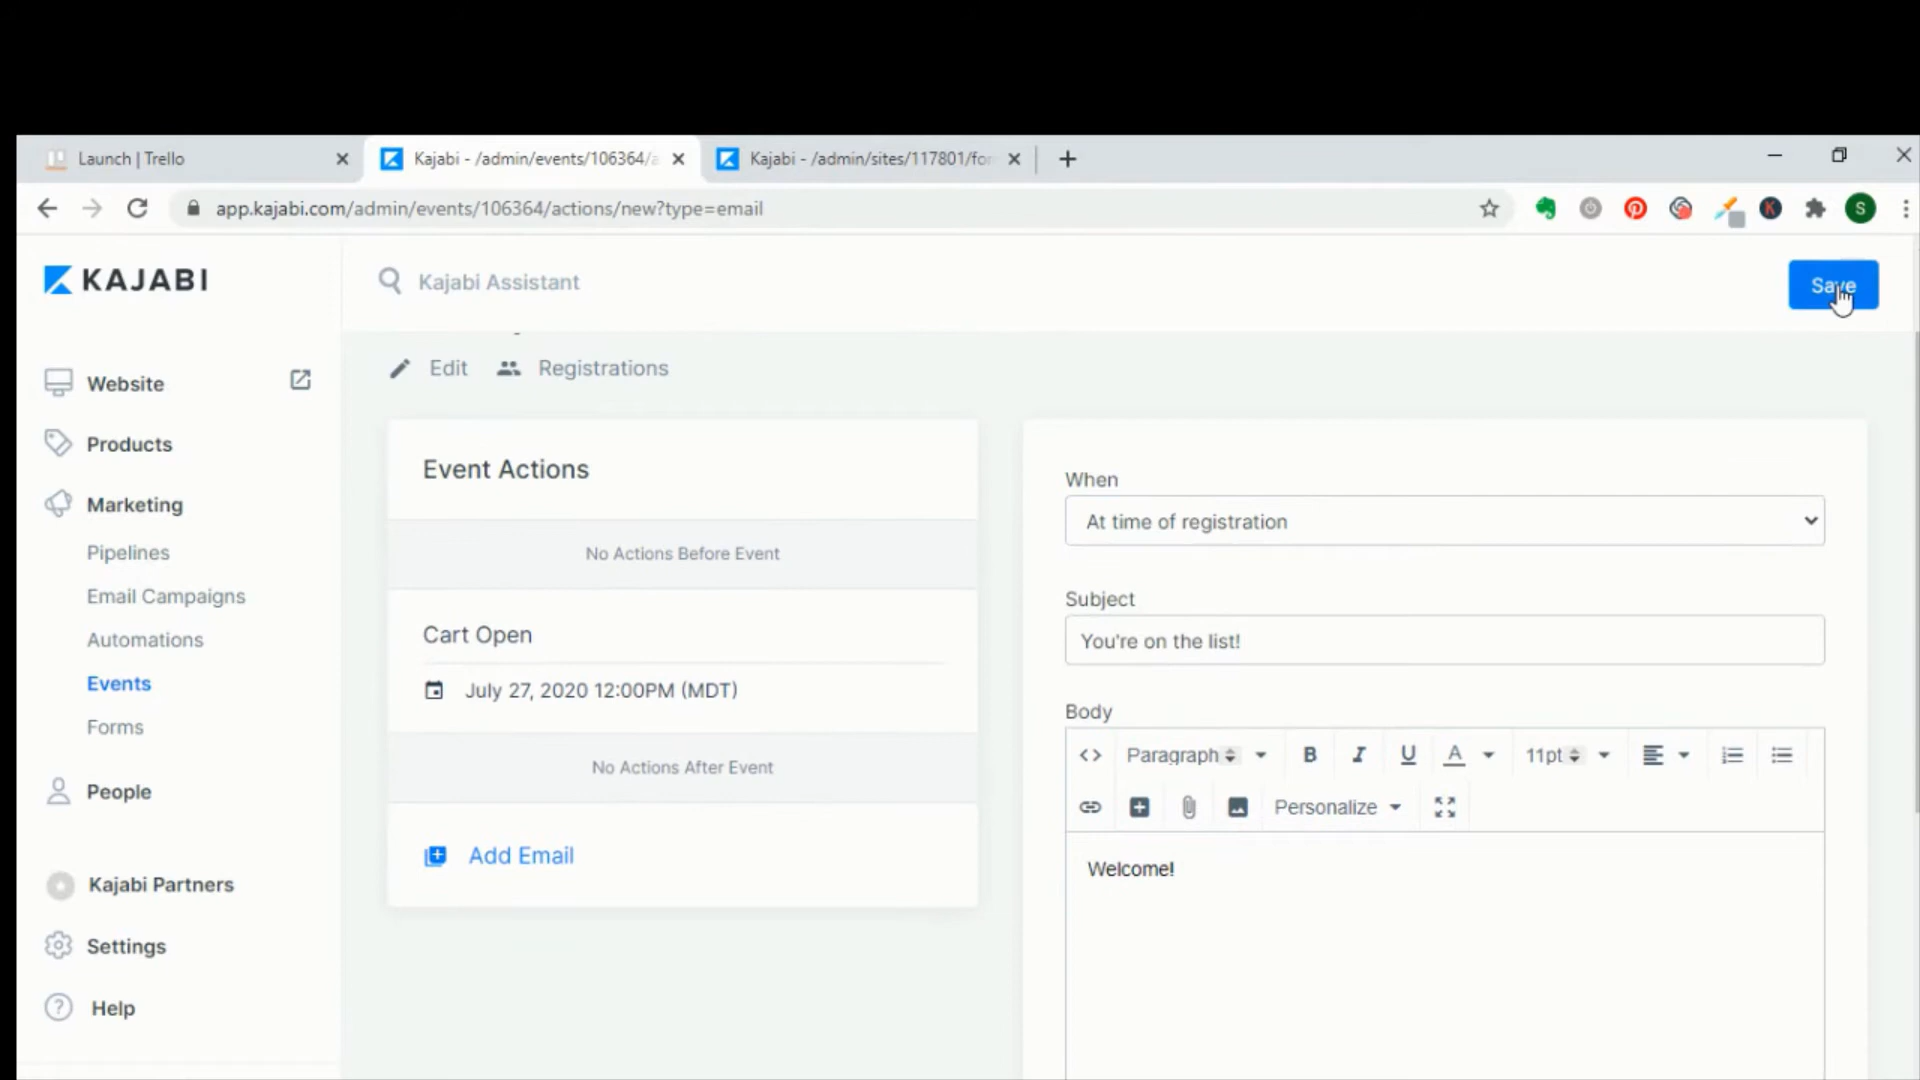 Launch | Trello
Kajabi - /admin/events/106364/a
Kajabi - /admin/sites/117801/for
app.kajabi.com/admin/events/106364/actions/new?type=email
S
K
KAJABI
Kajabi Assistant
Save
Edit
Registrations
Website
Products
Marketing
Pipelines
Email Campaigns
Automations
Events
Forms
People
Kajabi Partners
Settings
Help
Event Actions
No Actions Before Event
Cart Open
July 27, 2020 12:00PM (MDT)
No Actions After Event
Add Email
When
At time of registration
Subject
You're on the list!
Body
Paragraph
B I U A
11pt
Personalize
Welcome!